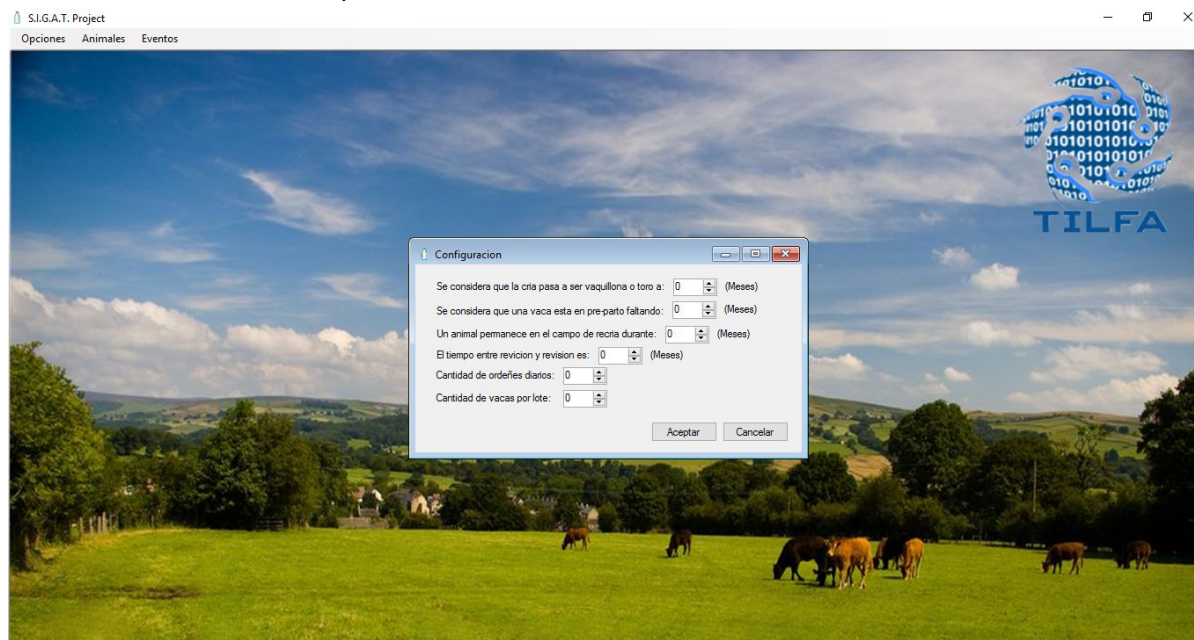 S.I.G.A.T. Project
Opciones Animales Eventos
TILFA
Configuracion
Se considera que la cria pasa a ser vaquillona o toro a: 0 (Meses)
Se considera que una vaca esta en pre-parto faltando: 0 (Meses)
Un animal permanece en el campo de recria durante: 0 (Meses)
El tiempo entre revicion y revision es: 0 (Meses)
Cantidad de ordeñes diarios: 0
Cantidad de vacas por lote: 0
Aceptar Cancelar